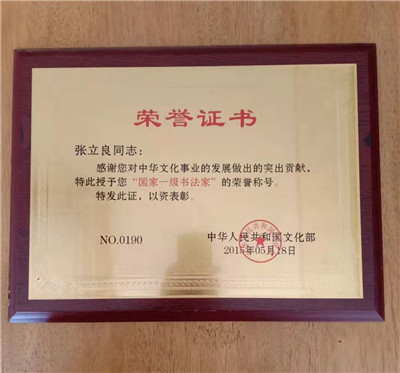 荣誉证书
张立良同志：
感谢您对中华文化事业的发展做出的突出贡献，
特此授予您“国家一级书法家”的荣誉称号。
特发此证，以资表彰。
NO.0190
中华人民共和国文化部
2015年05月18日